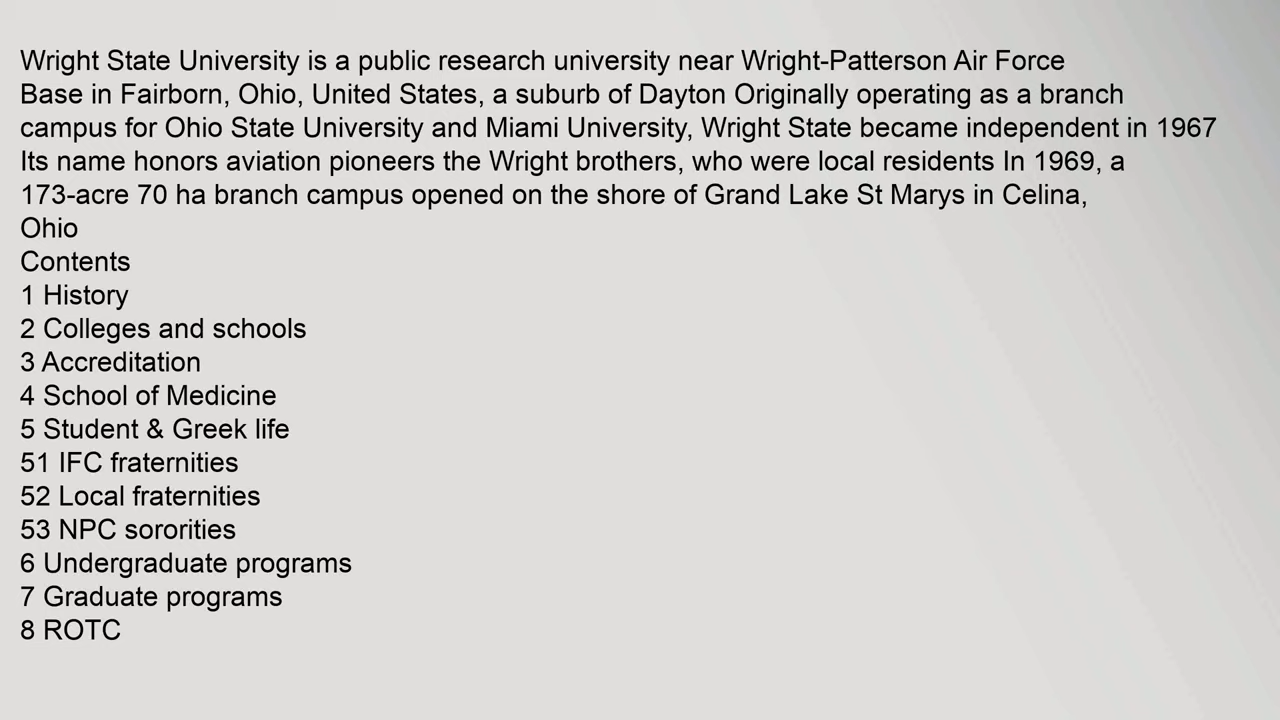 Wright State University is a public research university near Wright-Patterson Air Force
Base in Fairborn, Ohio, United States, a suburb of Dayton Originally operating as a branch
campus for Ohio State University and Miami University, Wright State became independent in 1967
Its name honors aviation pioneers the Wright brothers, who were local residents In 1969, a
173-acre 70 ha branch campus opened on the shore of Grand Lake St Marys in Celina,
Ohio
Contents
1 History
2 Colleges and schools
3 Accreditation
4 School of Medicine
5 Student & Greek life
51 IFC fraternities
52 Local fraternities
53 NPC sororities
6 Undergraduate programs
7 Graduate programs
8 ROTC